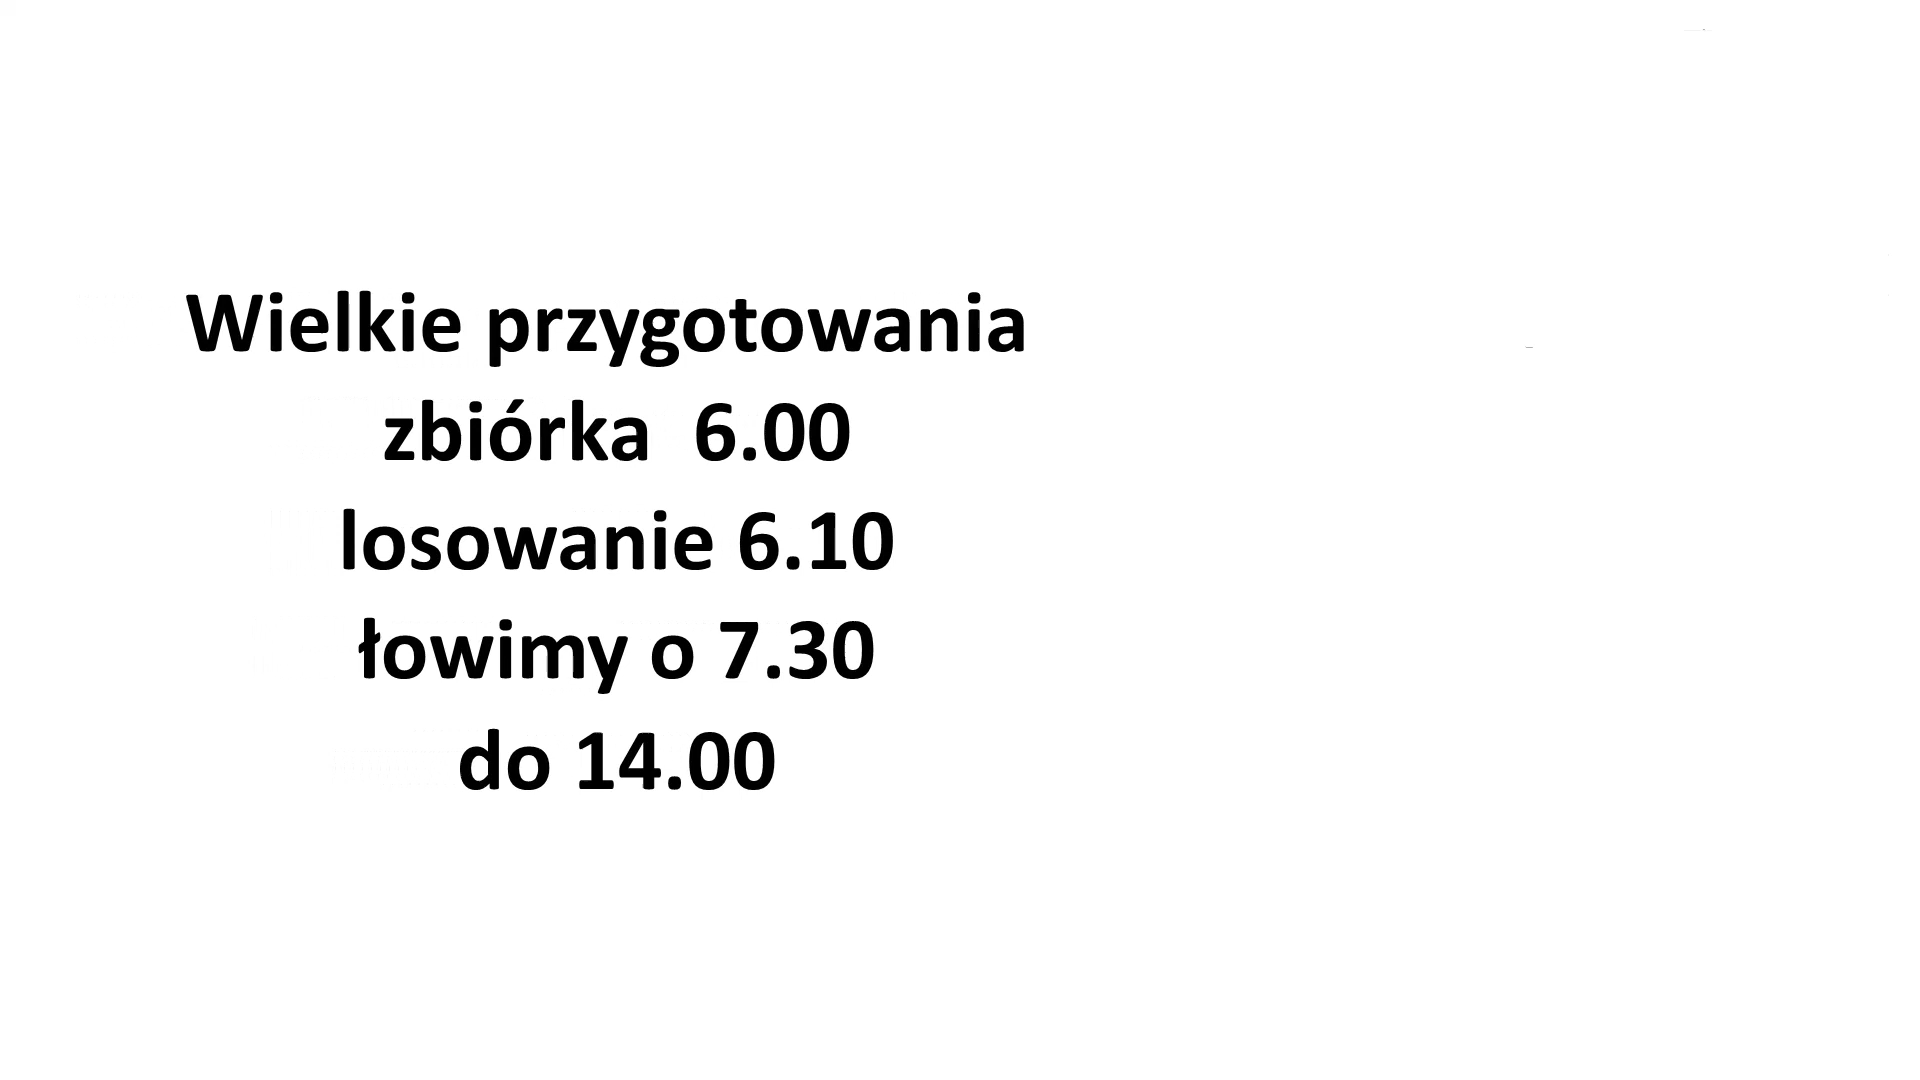 Wielkie przygotowania
zbiórka  6.00
losowanie 6.10
łowimy o 7.30
do 14.00